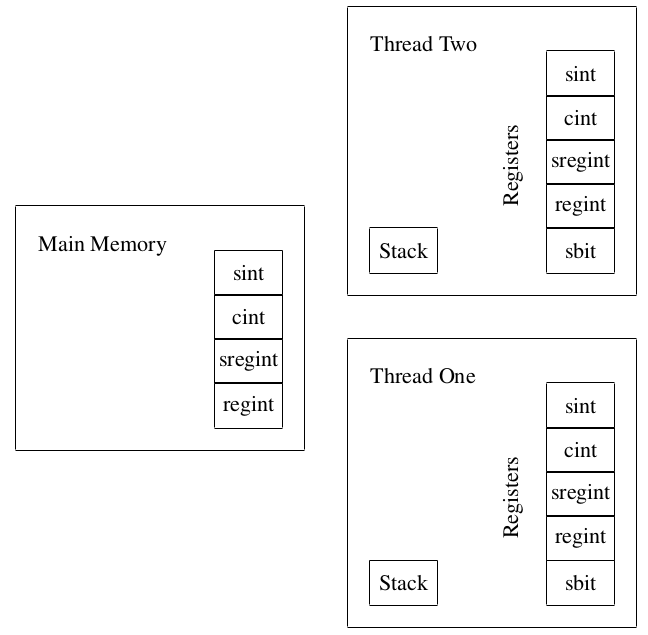 Main Memory
sint
cint
sregint
regint
Thread Two
Registers
sint
cint
sregint
regint
sbit
Stack
Thread One
Registers
sint
cint
sregint
regint
sbit
Stack